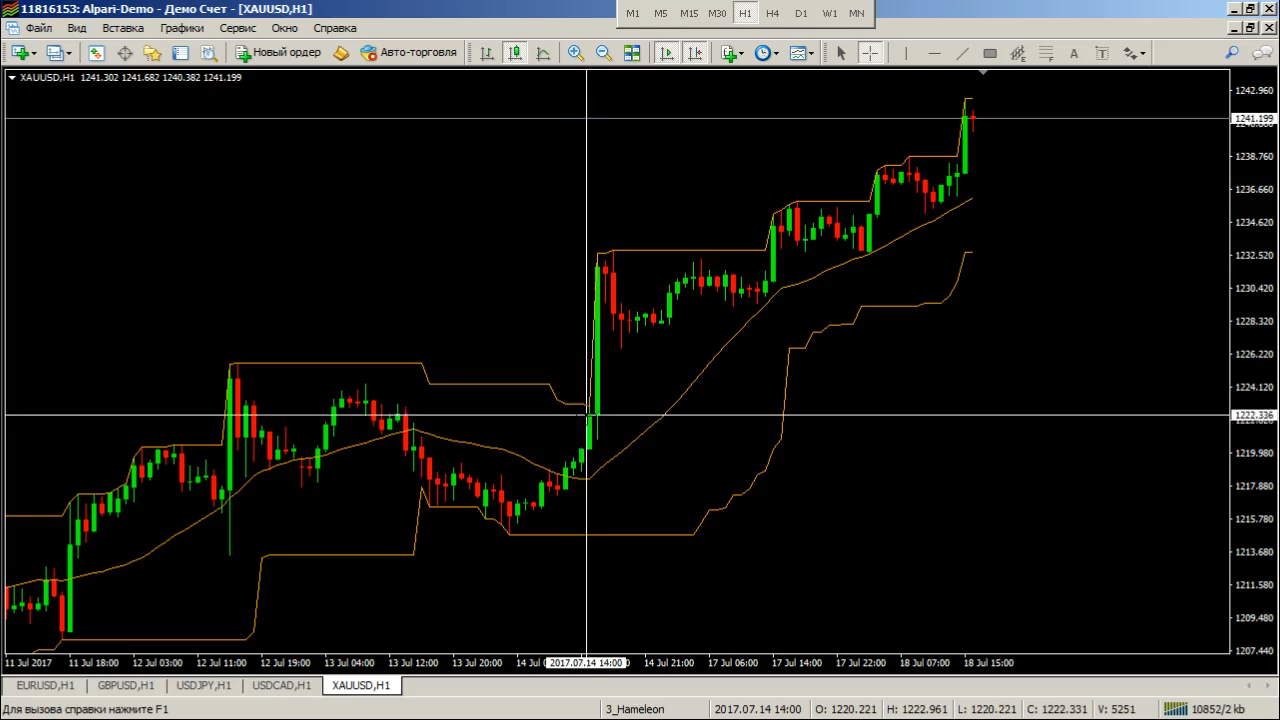 11816153: Alpari-Demo - Демо Счет - [XAUUSD,H1]
M1 M5 M15 M30 H1 H4 D1 W1 MN
Файл Вид Вставка Графики Сервис Окно Справка
Новый ордер Авто-торговля
XAUUSD,H1 1241.302 1241.682 1240.382 1241.199
1242.960
1241.199
1238.760
1236.660
1234.620
1232.520
1230.420
1228.320
1226.220
1224.120
1222.336
1219.980
1217.880
1215.780
1213.680
1211.580
1209.480
1207.440
11 Jul 2017 11 Jul 18:00 12 Jul 03:00 12 Jul 11:00 12 Jul 19:00 13 Jul 04:00 13 Jul 12:00 13 Jul 20:00 14 Jul 2017.07.14 14:00 14 Jul 21:00 17 Jul 06:00 17 Jul 14:00 17 Jul 22:00 18 Jul 07:00 18 Jul 15:00
EURUSD,H1 GBPUSD,H1 USDJPY,H1 USDCAD,H1 XAUUSD,H1
Для вызова справки нажмите F1 3_Hameleon 2017.07.14 14:00 O: 1220.221 H: 1222.961 L: 1220.221 C: 1222.331 V: 5251 10852/2 kb